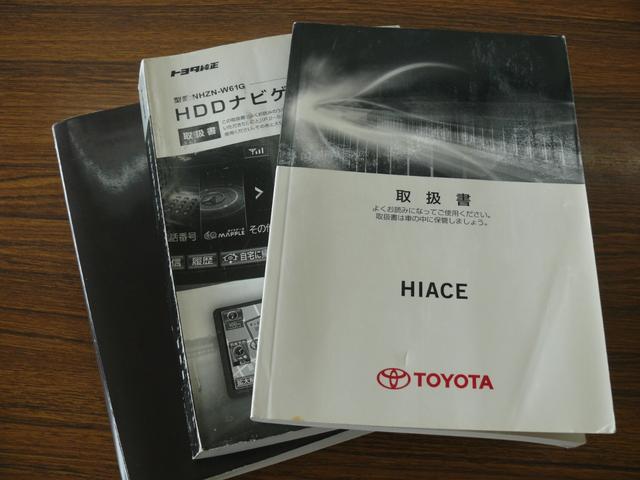 トヨタ純正
NHZN-W61G
HDDナビゲ
取扱書
話番号
MAPPLE
その他
信
履歴
自宅に帰
取扱書
よくお読みになってご使用ください。
取扱書は車の中に保管しましょう。
HIACE
TOYOTA